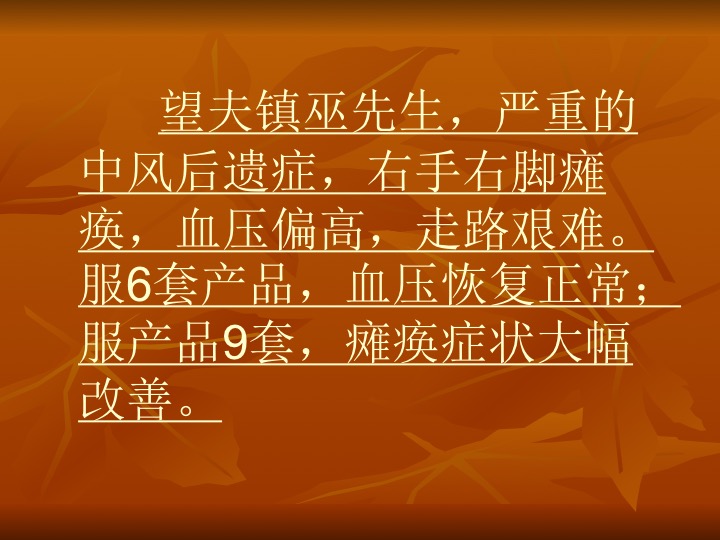 望夫镇巫先生，严重的
中风后遗症，右手右脚瘫
痪，血压偏高，走路艰难。
服6套产品，血压恢复正常；
服产品9套，瘫痪症状大幅
改善。